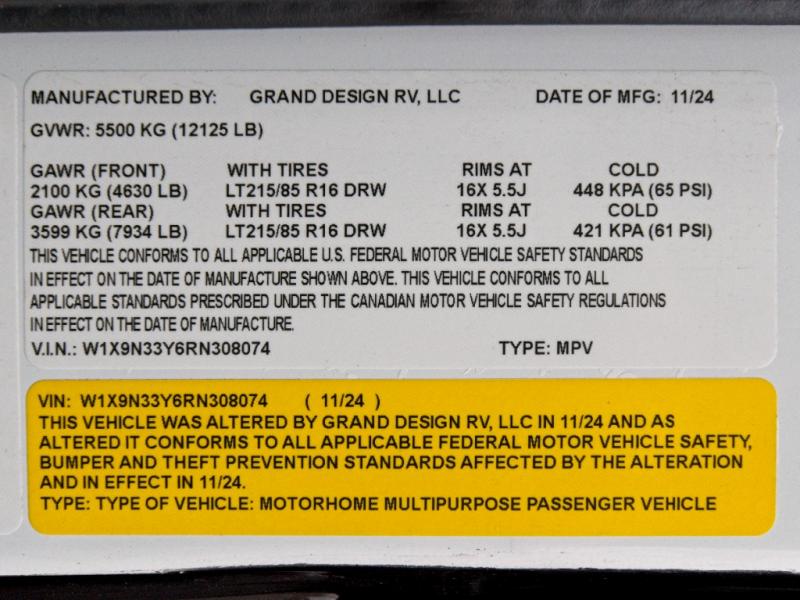 MANUFACTURED BY: GRAND DESIGN RV, LLC DATE OF MFG: 11/24
GVWR: 5500 KG (12125 LB)
GAWR (FRONT) WITH TIRES RIMS AT COLD
2100 KG (4630 LB) LT215/85 R16 DRW 16X 5.5J 448 KPA (65 PSI)
GAWR (REAR) WITH TIRES RIMS AT COLD
3599 KG (7934 LB) LT215/85 R16 DRW 16X 5.5J 421 KPA (61 PSI)
THIS VEHICLE CONFORMS TO ALL APPLICABLE U.S. FEDERAL MOTOR VEHICLE SAFETY STANDARDS
IN EFFECT ON THE DATE OF MANUFACTURE SHOWN ABOVE. THIS VEHICLE CONFORMS TO ALL
APPLICABLE STANDARDS PRESCRIBED UNDER THE CANADIAN MOTOR VEHICLE SAFETY REGULATIONS
IN EFFECT ON THE DATE OF MANUFACTURE.
V.I.N.: W1X9N33Y6RN308074 TYPE: MPV
VIN: W1X9N33Y6RN308074 ( 11/24 )
THIS VEHICLE WAS ALTERED BY GRAND DESIGN RV, LLC IN 11/24 AND AS
ALTERED IT CONFORMS TO ALL APPLICABLE FEDERAL MOTOR VEHICLE SAFETY,
BUMPER AND THEFT PREVENTION STANDARDS AFFECTED BY THE ALTERATION
AND IN EFFECT IN 11/24.
TYPE: TYPE OF VEHICLE: MOTORHOME MULTIPURPOSE PASSENGER VEHICLE